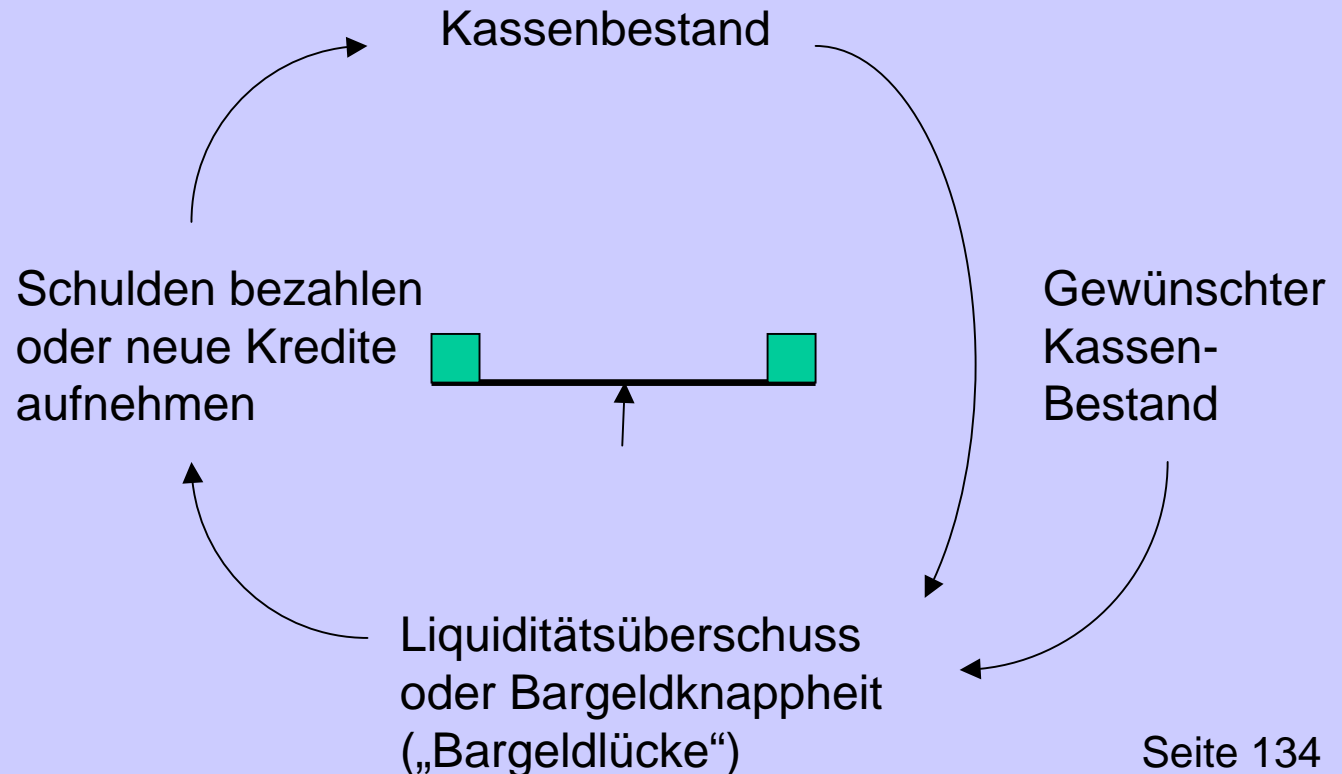 Kassenbestand
Schulden bezahlen
oder neue Kredite
aufnehmen
Gewünschter
Kassen-
Bestand
Liquiditätsüberschuss
oder Bargeldknappheit
(„Bargeldlücke“)
Seite 134